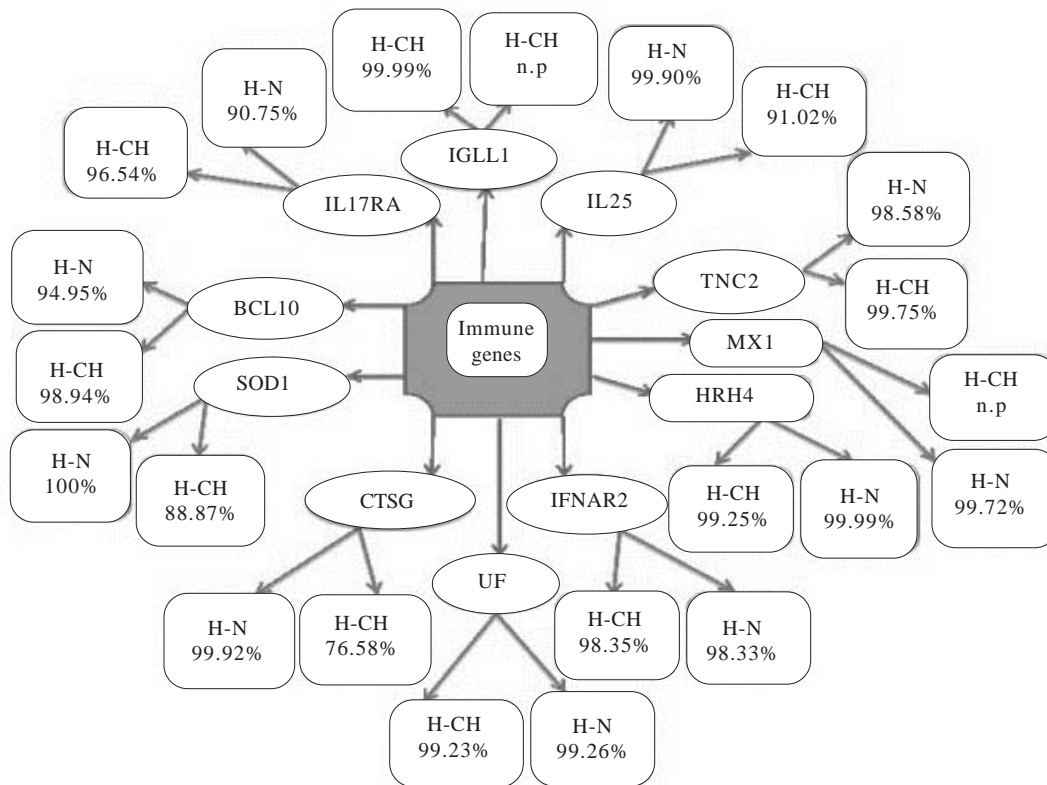 H-CH
99.99%
H-CH
n.p
H-N
99.90%
H-N
90.75%
H-CH
91.02%
H-CH
96.54%
IGLL1
IL17RA
IL25
H-N
98.58%
H-N
94.95%
BCL10
TNC2
H-CH
99.75%
Immune
genes
MX1
H-CH
98.94%
SOD1
HRH4
H-CH
n.p
H-N
100%
H-CH
88.87%
CTSG
IFNAR2
H-CH
99.25%
H-N
99.99%
H-N
99.72%
UF
H-N
99.92%
H-CH
76.58%
H-CH
98.35%
H-N
98.33%
H-CH
99.23%
H-N
99.26%